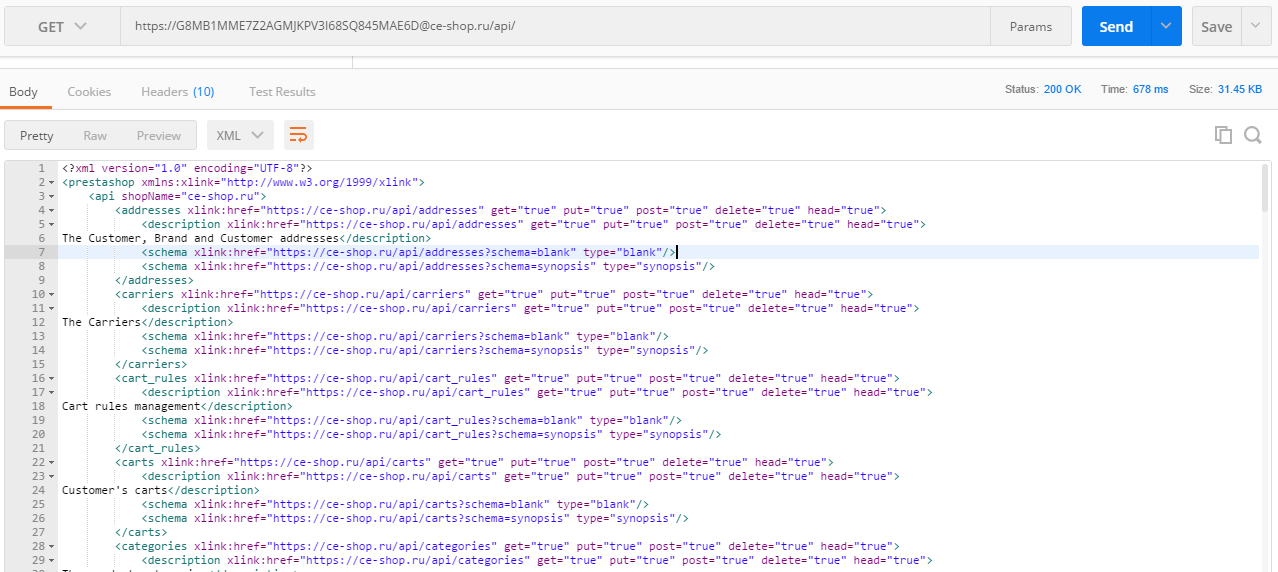 GET https://G8MB1MME7Z2AGMJKPV3I68SQ845MAE6D@ce-shop.ru/api/ Params Send Save
Body Cookies Headers (10) Test Results Status: 200 OK Time: 678 ms Size: 31.45 KB
Pretty Raw Preview XML
1 <?xml version="1.0" encoding="UTF-8"?>
2 <prestashop xmlns:xlink="http://www.w3.org/1999/xlink">
3 <api shopName="ce-shop.ru">
4 <addresses xlink:href="https://ce-shop.ru/api/addresses" get="true" put="true" post="true" delete="true" head="true">
5 <description xlink:href="https://ce-shop.ru/api/addresses" get="true" put="true" post="true" delete="true" head="true">
6 The Customer, Brand and Customer addresses</description>
7 <schema xlink:href="https://ce-shop.ru/api/addresses?schema=blank" type="blank"/>
8 <schema xlink:href="https://ce-shop.ru/api/addresses?schema=synopsis" type="synopsis"/>
9 </addresses>
10 <carriers xlink:href="https://ce-shop.ru/api/carriers" get="true" put="true" post="true" delete="true" head="true">
11 <description xlink:href="https://ce-shop.ru/api/carriers" get="true" put="true" post="true" delete="true" head="true">
12 The Carriers</description>
13 <schema xlink:href="https://ce-shop.ru/api/carriers?schema=blank" type="blank"/>
14 <schema xlink:href="https://ce-shop.ru/api/carriers?schema=synopsis" type="synopsis"/>
15 </carriers>
16 <cart_rules xlink:href="https://ce-shop.ru/api/cart_rules" get="true" put="true" post="true" delete="true" head="true">
17 <description xlink:href="https://ce-shop.ru/api/cart_rules" get="true" put="true" post="true" delete="true" head="true">
18 Cart rules management</description>
19 <schema xlink:href="https://ce-shop.ru/api/cart_rules?schema=blank" type="blank"/>
20 <schema xlink:href="https://ce-shop.ru/api/cart_rules?schema=synopsis" type="synopsis"/>
21 </cart_rules>
22 <carts xlink:href="https://ce-shop.ru/api/carts" get="true" put="true" post="true" delete="true" head="true">
23 <description xlink:href="https://ce-shop.ru/api/carts" get="true" put="true" post="true" delete="true" head="true">
24 Customer's carts</description>
25 <schema xlink:href="https://ce-shop.ru/api/carts?schema=blank" type="blank"/>
26 <schema xlink:href="https://ce-shop.ru/api/carts?schema=synopsis" type="synopsis"/>
27 </carts>
28 <categories xlink:href="https://ce-shop.ru/api/categories" get="true" put="true" post="true" delete="true" head="true">
29 <description xlink:href="https://ce-shop.ru/api/categories" get="true" put="true" post="true" delete="true" head="true">